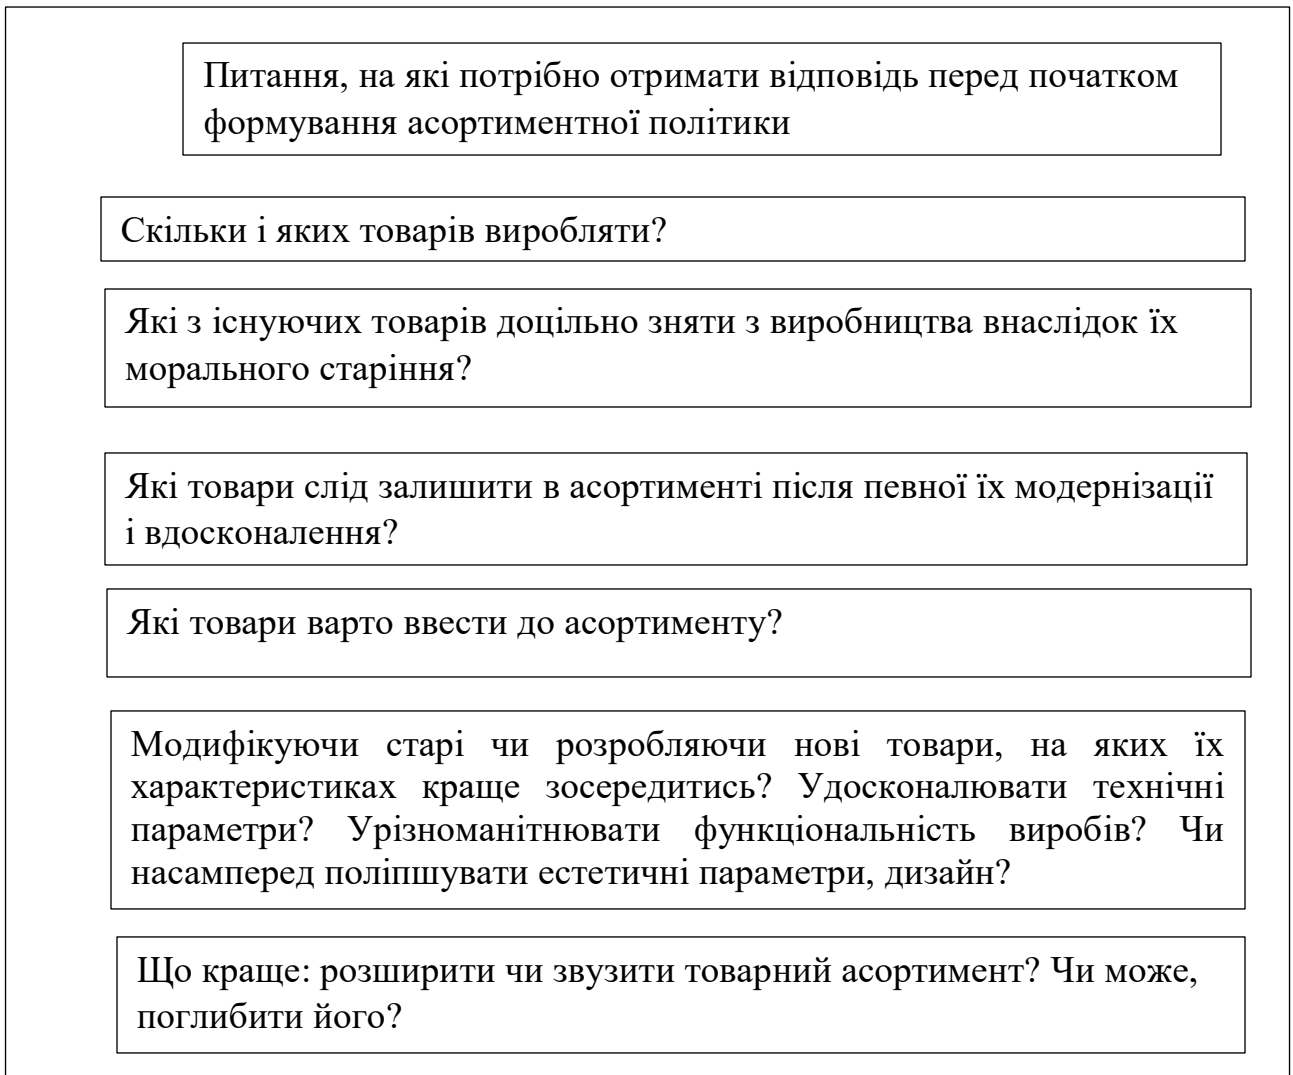 Питання, на які потрібно отримати відповідь перед початком
формування асортиментної політики
Скільки і яких товарів виробляти?
Які з існуючих товарів доцільно зняти з виробництва внаслідок їх
морального старіння?
Які товари слід залишити в асортименті після певної їх модернізації
і вдосконалення?
Які товари варто ввести до асортименту?
Модифікуючи старі чи розробляючи нові товари, на яких їх
характеристиках краще зосередитись? Удосконалювати технічні
параметри? Урізноманітнювати функціональність виробів? Чи
насамперед поліпшувати естетичні параметри, дизайн?
Що краще: розширити чи звузити товарний асортимент? Чи може,
поглибити його?